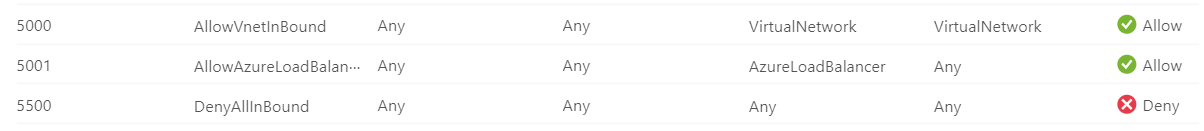 5000 AllowVnetInBound Any Any VirtualNetwork VirtualNetwork Allow
5001 AllowAzureLoadBalan··· Any Any AzureLoadBalancer Any Allow
5500 DenyAllInBound Any Any Any Any Deny